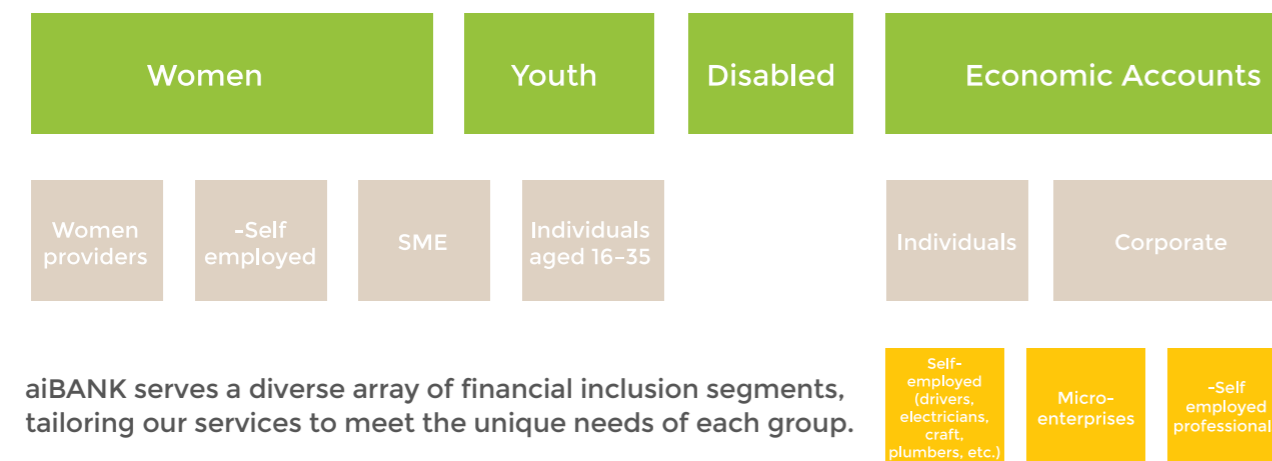 Women
Youth
Disabled
Economic Accounts
Women
providers
-Self
employed
SME
Individuals
aged 16–35
Individuals
Corporate
aiBANK serves a diverse array of financial inclusion segments,
tailoring our services to meet the unique needs of each group.
Self-
employed
(drivers,
electricians,
craft,
plumbers, etc.)
Micro-
enterprises
-Self
employed
professional